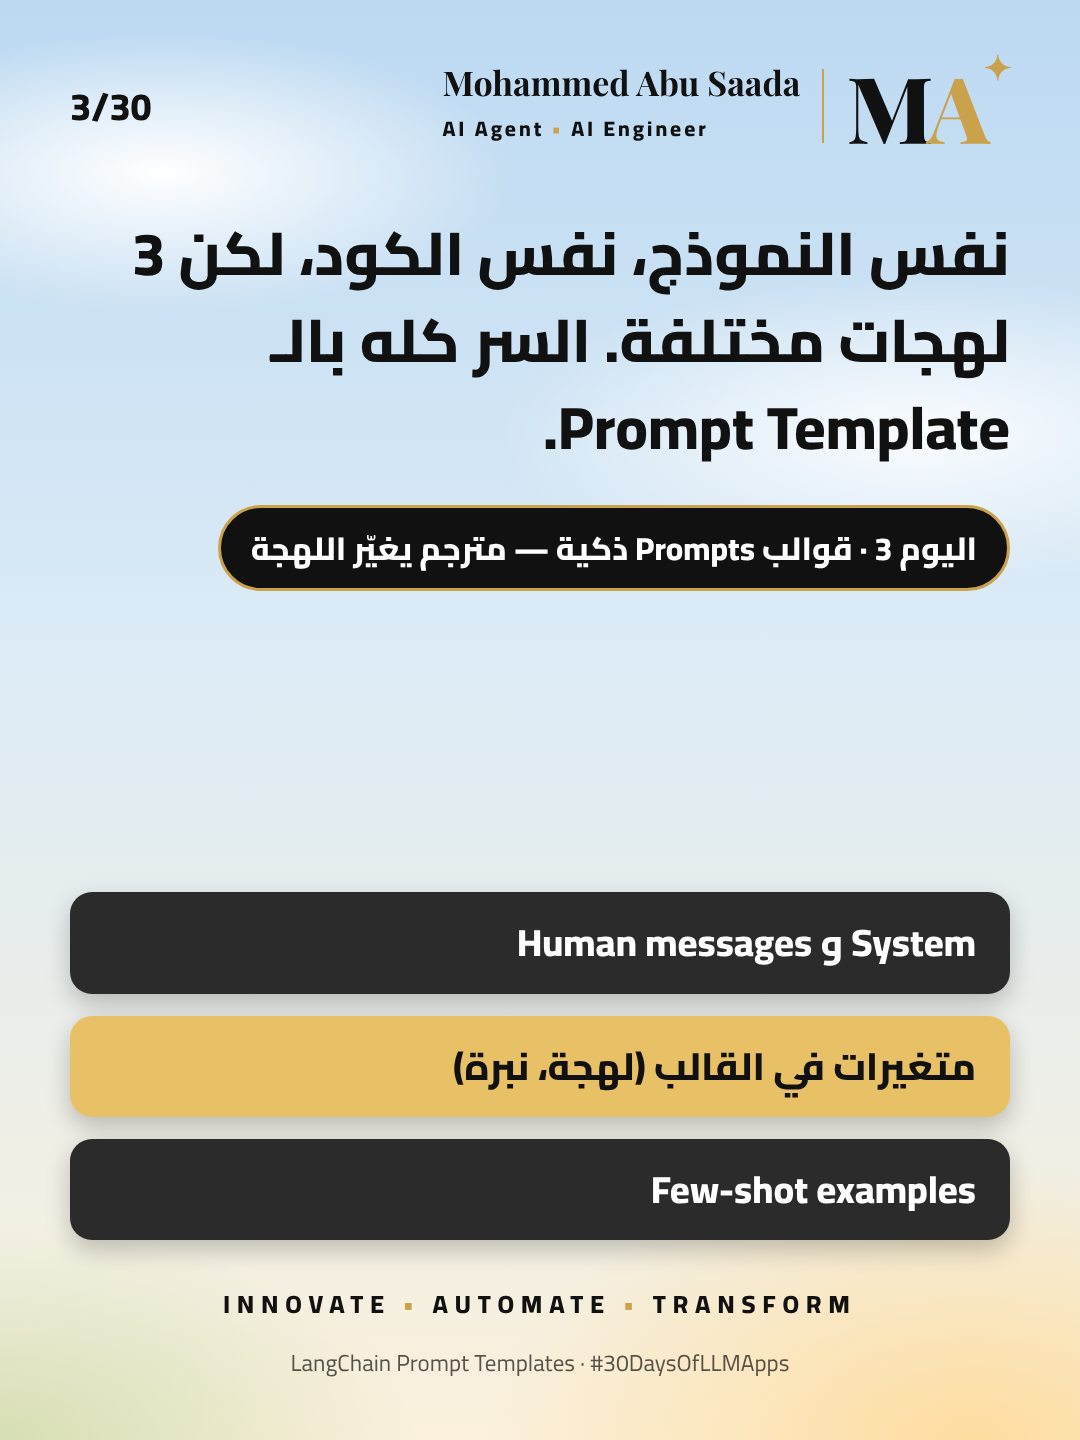 3/30
Mohammed Abu Saada
AI Agent ▪ AI Engineer
MA
نفس النموذج، نفس الكود، لكن 3
لهجات مختلفة. السر كله بالـ
Prompt Template.
اليوم 3 · قوالب Prompts ذكية — مترجم يغيّر اللهجة
System و Human messages
متغيرات في القالب (لهجة، نبرة)
Few-shot examples
INNOVATE ▪ AUTOMATE ▪ TRANSFORM
LangChain Prompt Templates · #30DaysOfLLMApps